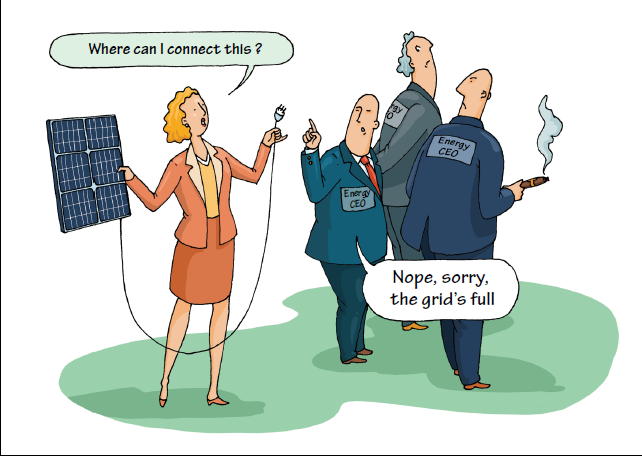 Where can I connect this ?
Energy
CEO
Energy
CEO
Nope, sorry,
the grid's full